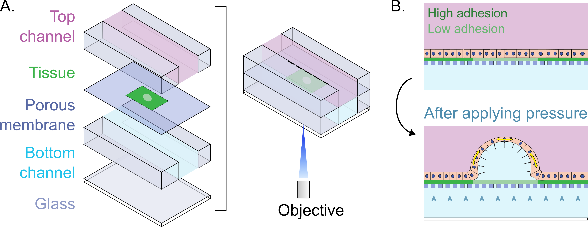 A.
Top
channel
Tissue
Porous
membrane
Bottom
channel
Glass
Objective
B.
High adhesion
Low adhesion
After applying pressure